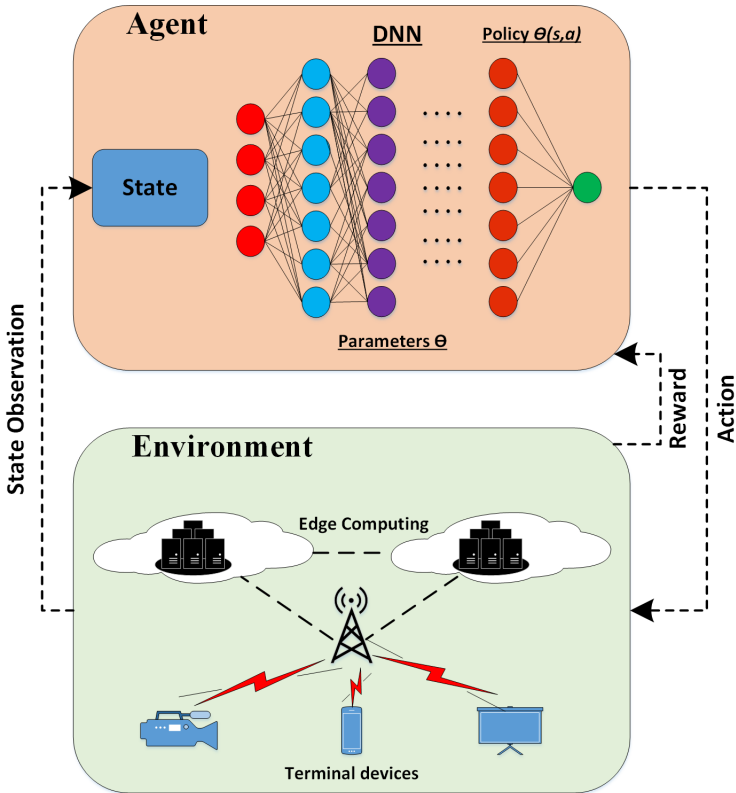 Agent
DNN
Policy ϴ(s,a)
State
Parameters ϴ
State Observation
Reward
Action
Environment
Edge Computing
Terminal devices